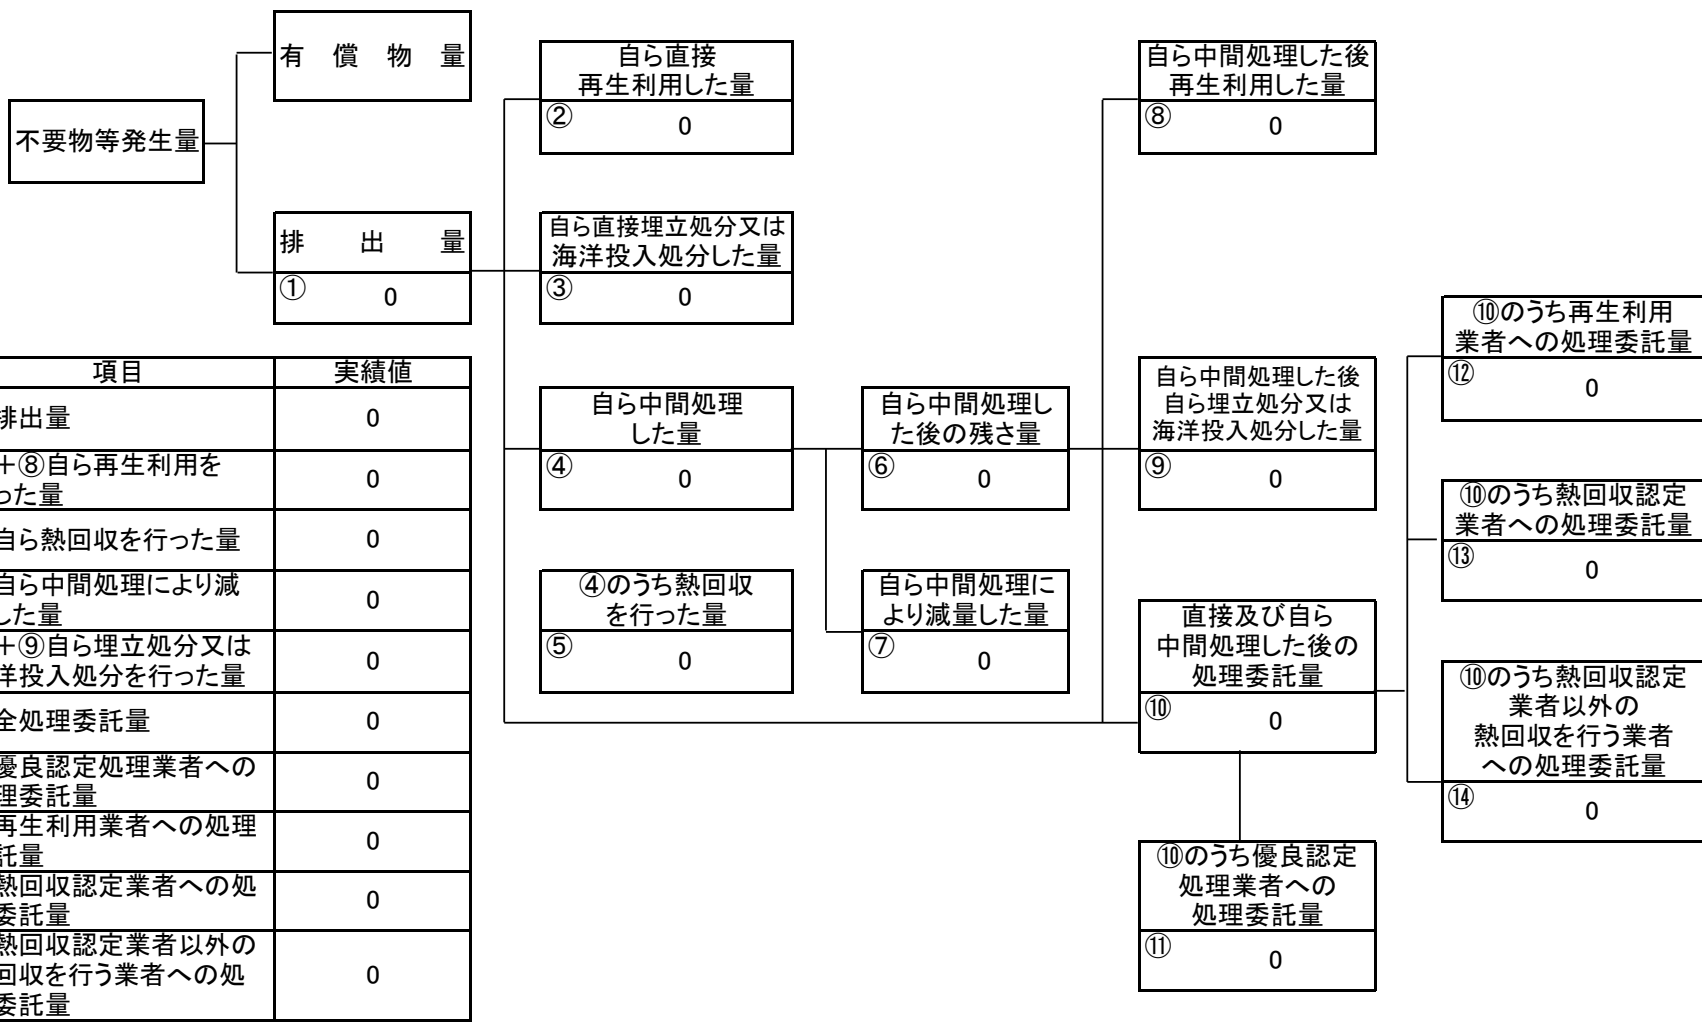 有償物量
不要物等発生量
排出量
① 0
自ら直接
再生利用した量
② 0
自ら直接埋立処分又は
海洋投入処分した量
③ 0
自ら中間処理
した量
④ 0
④のうち熱回収
を行った量
⑤ 0
自ら中間処理し
た後の残さ量
⑥ 0
自ら中間処理に
より減量した量
⑦ 0
自ら中間処理した後
再生利用した量
⑧ 0
自ら中間処理した後
自ら埋立処分又は
海洋投入処分した量
⑨ 0
直接及び自ら
中間処理した後の
処理委託量
⑩ 0
⑩のうち優良認定
処理業者への
処理委託量
⑪ 0
⑩のうち再生利用
業者への処理委託量
⑫ 0
⑩のうち熱回収認定
業者への処理委託量
⑬ 0
⑩のうち熱回収認定
業者以外の
熱回収を行う業者
への処理委託量
⑭ 0
項目 実績値
排出量 0
+⑧自ら再生利用を
った量 0
自ら熱回収を行った量 0
自ら中間処理により減
した量 0
+⑨自ら埋立処分又は
洋投入処分を行った量 0
全処理委託量 0
優良認定処理業者への
理委託量 0
再生利用業者への処理
託量 0
熱回収認定業者への処
委託量 0
熱回収認定業者以外の
回収を行う業者への処
委託量 0